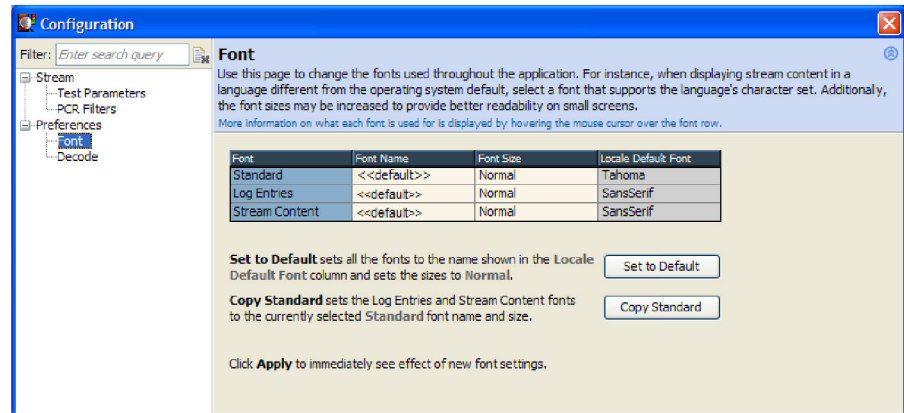 Configuration
Filter: Enter search query
Stream
Test Parameters
PCR Filters
Preferences
Font
Decode
Font
Use this page to change the fonts used throughout the application. For instance, when displaying stream content in a
language different from the operating system default, select a font that supports the language's character set. Additionaly,
the font sizes may be increased to provide better readability on small screens.
More information on what each font is used for is displayed by hovering the mouse cursor over the font row.
Font Font Name Font Size Locale Default Font
Standard <<default>> Normal Tahoma
Log Entries <<default>> Normal SansSerif
Stream Content <<default>> Normal SansSerif
Set to Default sets all the fonts to the name shown in the Locale
Default Font column and sets the sizes to Normal.
Set to Default
Copy Standard sets the Log Entries and Stream Content fonts
to the currently selected Standard font name and size.
Copy Standard
Click Apply to immediately see effect of new font settings.